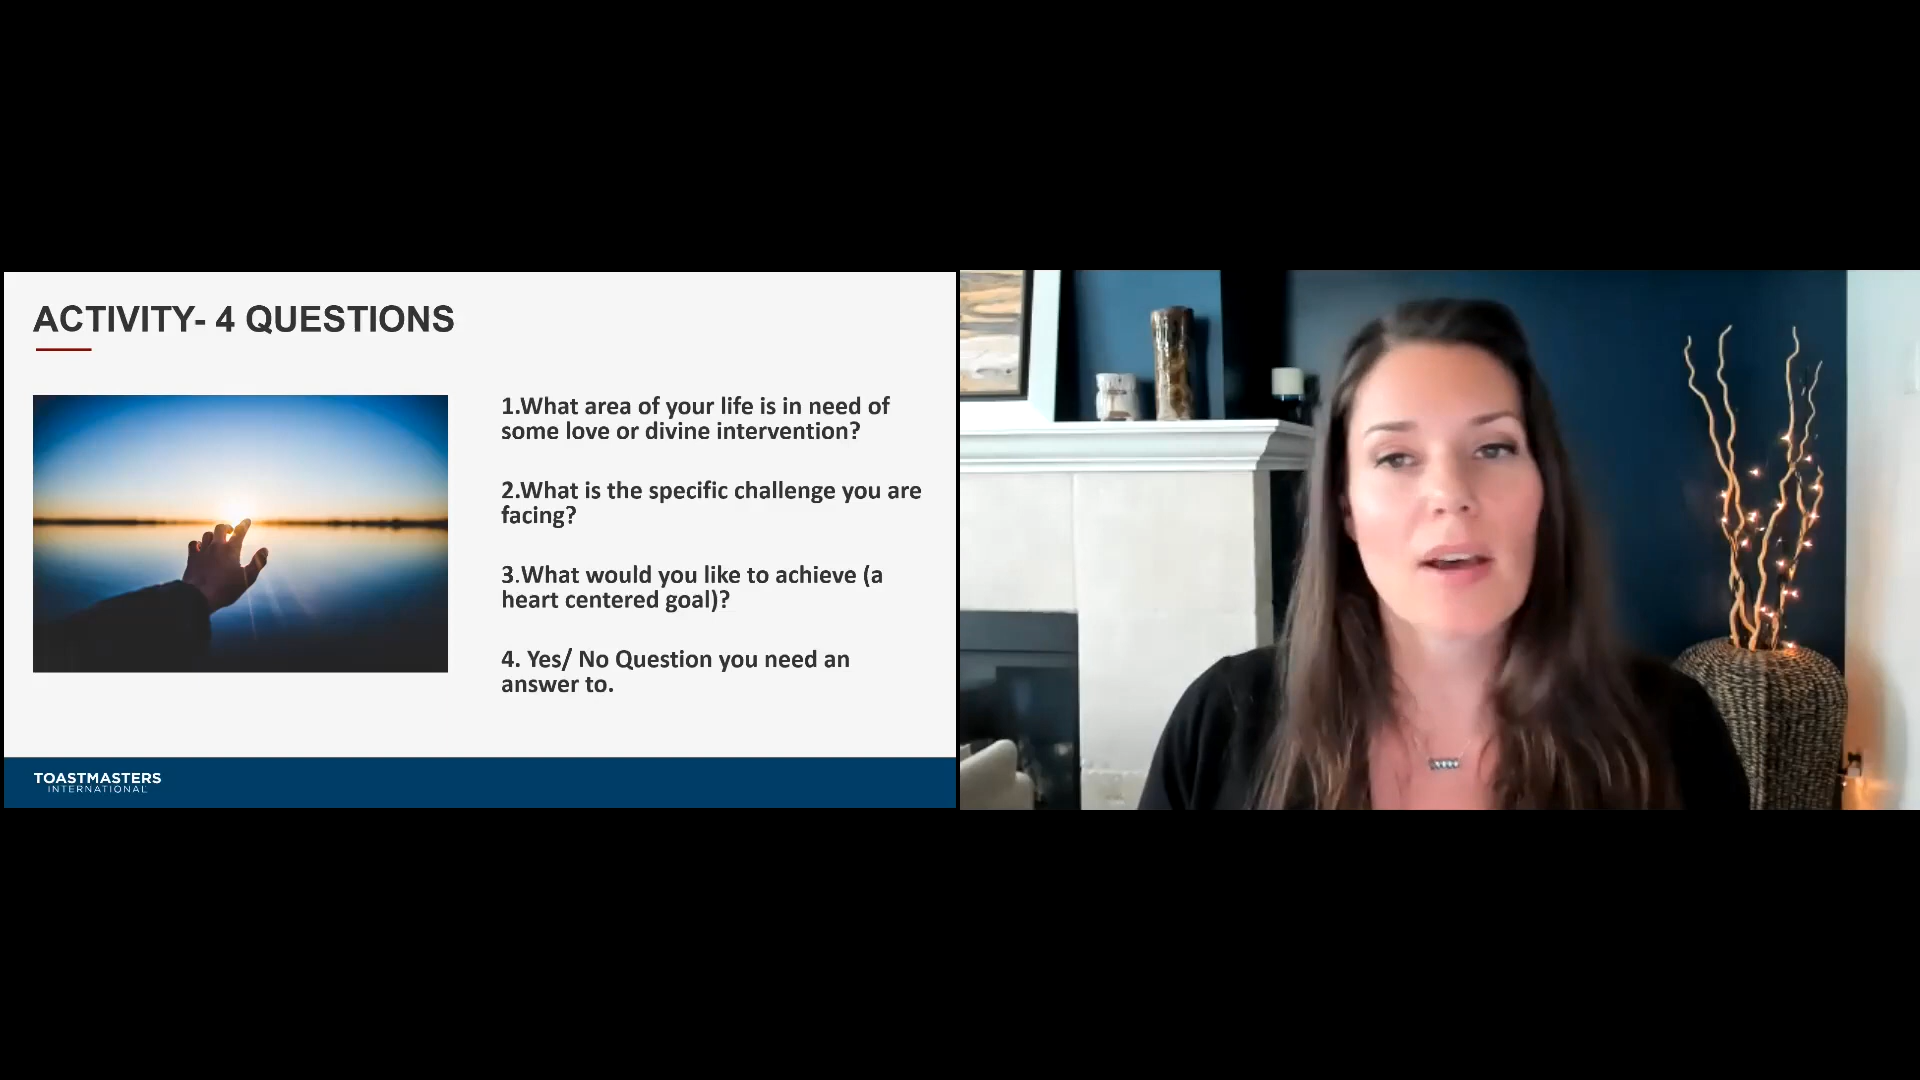 ACTIVITY- 4 QUESTIONS
1.What area of your life is in need of
some love or divine intervention?
2.What is the specific challenge you are
facing?
3.What would you like to achieve (a
heart centered goal)?
4. Yes/ No Question you need an
answer to.
TOASTMASTERS
INTERNATIONAL